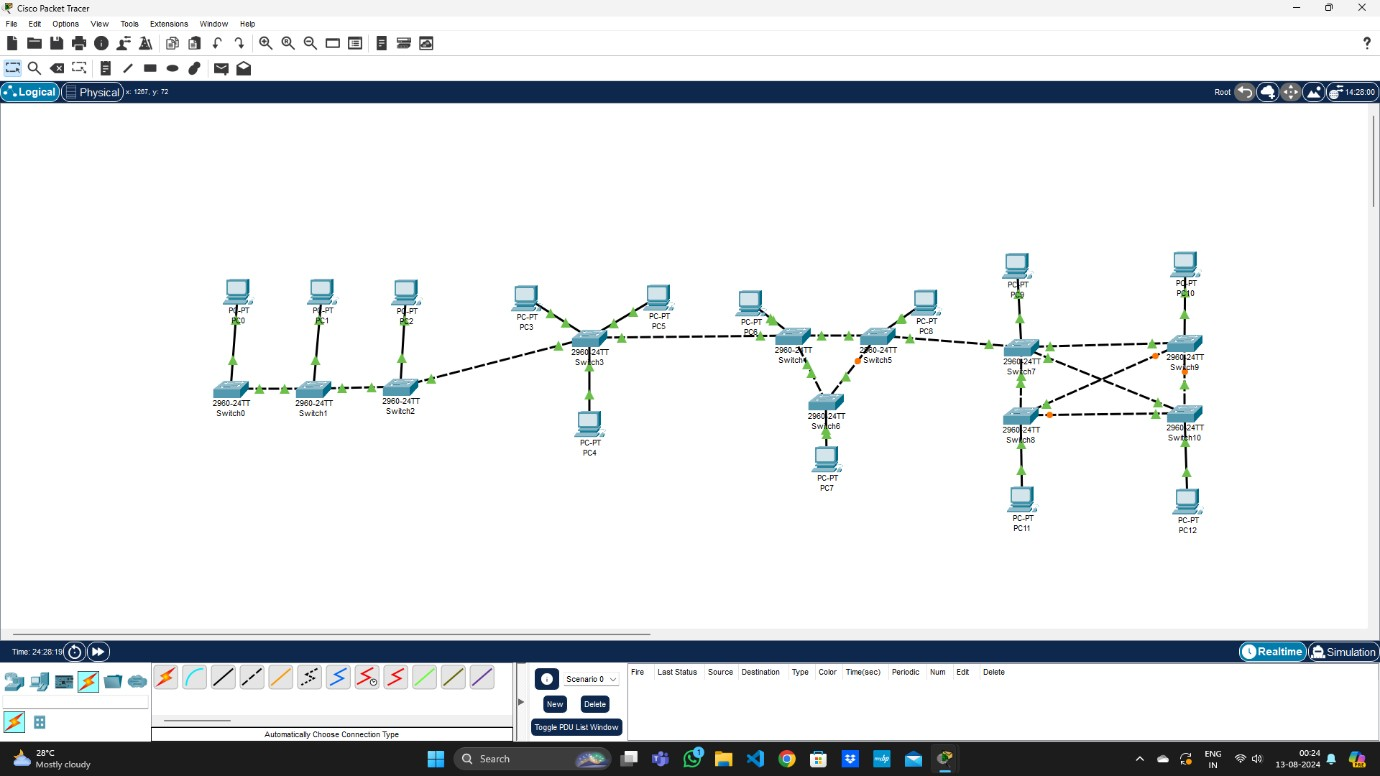 Cisco Packet Tracer
File Edit Options View Tools Extensions Window Help
Logical Physical x: 1267, y: 72 Root 14:28:00
PC-PT
PC0
PC-PT
PC1
PC-PT
PC2
PC-PT
PC3
PC-PT
PC5
PC-PT
PC4
2960-24TT
Switch0
2960-24TT
Switch1
2960-24TT
Switch2
2960-24TT
Switch3
PC-PT
PC6
PC-PT
PC8
2960-24TT
Switch4
2960-24TT
Switch5
2960-24TT
Switch6
PC-PT
PC7
PC-PT
PC9
PC-PT
PC10
2960-24TT
Switch7
2960-24TT
Switch9
2960-24TT
Switch8
2960-24TT
Switch10
PC-PT
PC11
PC-PT
PC12
Time: 24:28:19 Realtime Simulation
Scenario 0
New Delete
Toggle PDU List Window
Fire Last Status Source Destination Type Color Time(sec) Periodic Num Edit Delete
Automatically Choose Connection Type
28°C
Mostly cloudy
Search
1
ENG
IN
00:24
13-08-2024